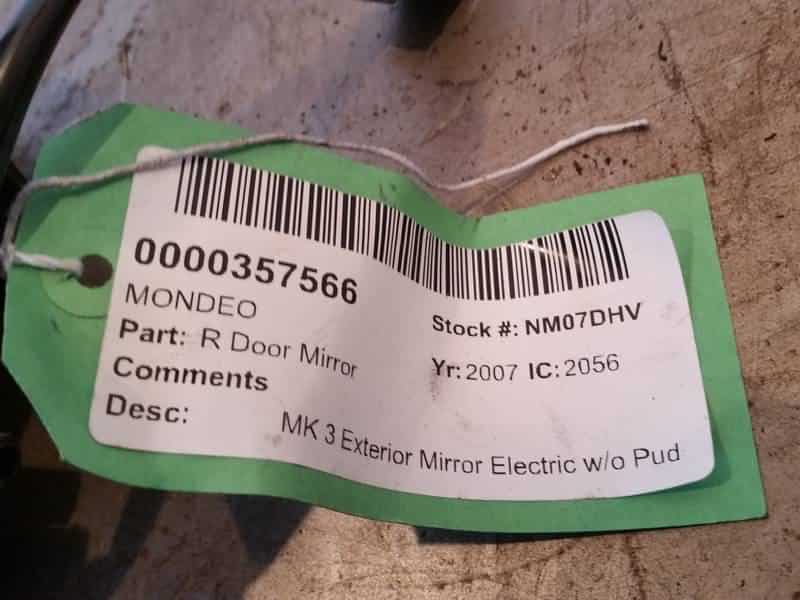 0000357566
MONDEO
Stock #: NM07DHV
Part: R Door Mirror
Yr: 2007 IC: 2056
Comments
Desc: MK 3 Exterior Mirror Electric w/o Pud